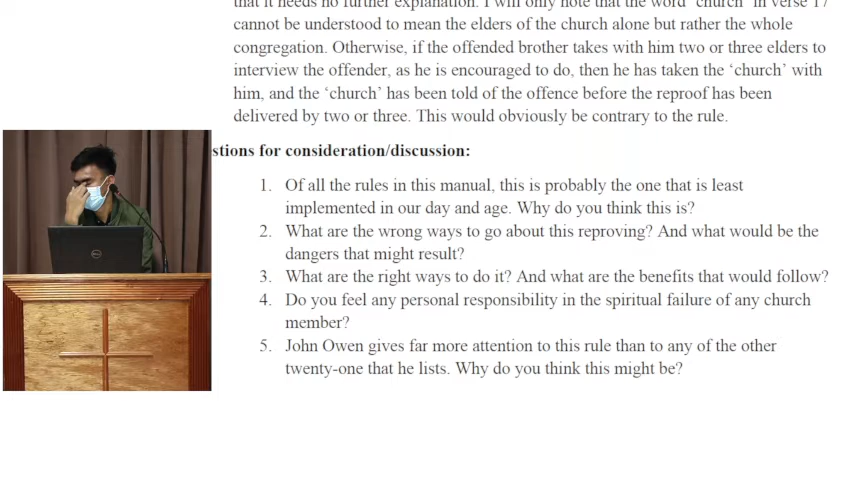 that it needs no further explanation. I will only note that the word ‘church’ in verse 17
cannot be understood to mean the elders of the church alone but rather the whole
congregation. Otherwise, if the offended brother takes with him two or three elders to
interview the offender, as he is encouraged to do, then he has taken the ‘church’ with
him, and the ‘church’ has been told of the offence before the reproof has been
delivered by two or three. This would obviously be contrary to the rule.
stions for consideration/discussion:
1. Of all the rules in this manual, this is probably the one that is least
implemented in our day and age. Why do you think this is?
2. What are the wrong ways to go about this reproving? And what would be the
dangers that might result?
3. What are the right ways to do it? And what are the benefits that would follow?
4. Do you feel any personal responsibility in the spiritual failure of any church
member?
5. John Owen gives far more attention to this rule than to any of the other
twenty-one that he lists. Why do you think this might be?
DELL